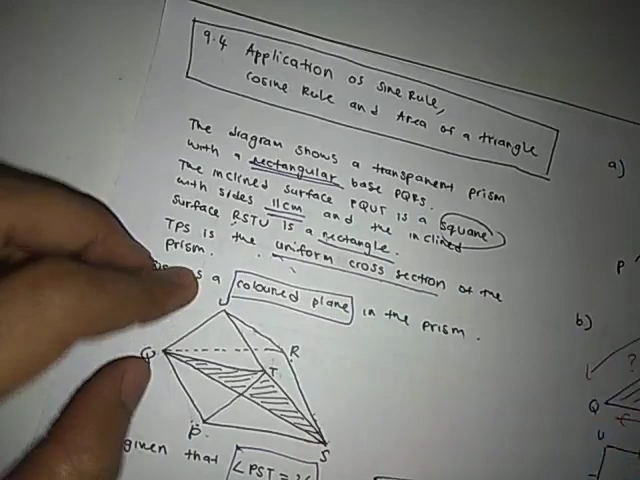 9.4 Application of Sine Rule,
Cosine Rule and Area of a triangle
The diagram shows a transparent prism
with a rectangular base PQRS.
The inclined surface PQUT is a square
with sides 11cm and the inclined
surface RSTU is a rectangle.
TPS is the uniform cross section of the
prism.
a coloured plane in the prism.
U
Q
R
T
P
S
given that ∠PST =
a)
P
b)
?
Q
U